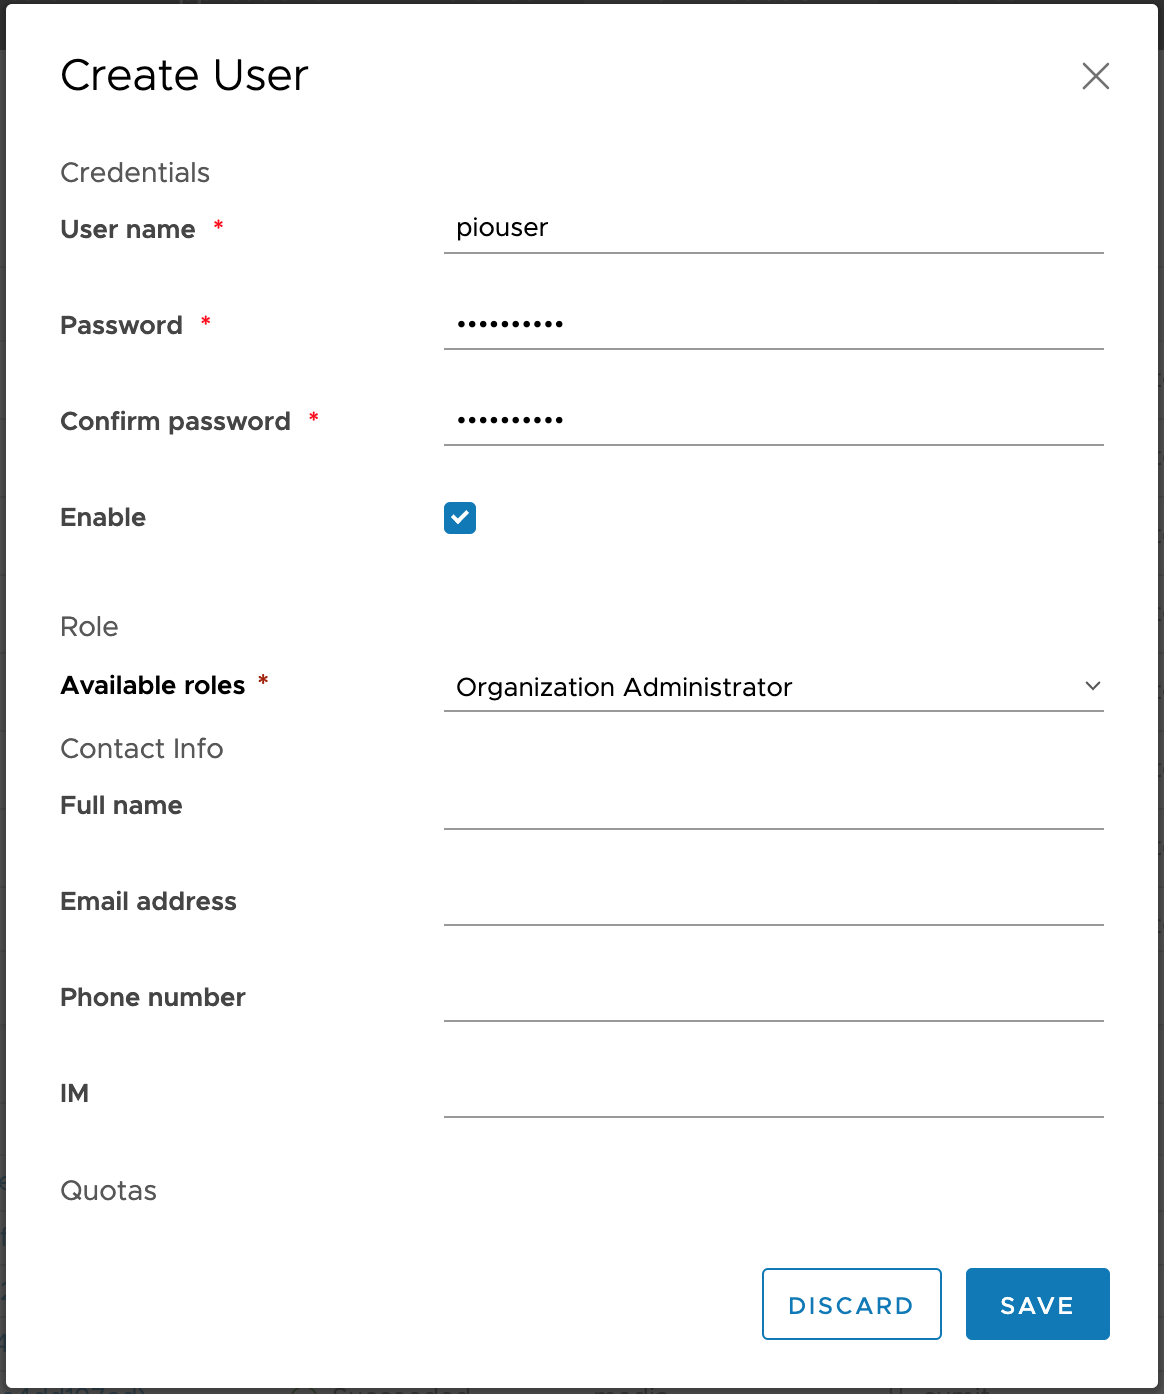 Create User
Credentials
User name *
piouser
Password *
••••••••••
Confirm password *
••••••••••
Enable
Role
Available roles *
Organization Administrator
Contact Info
Full name
Email address
Phone number
IM
Quotas
DISCARD
SAVE